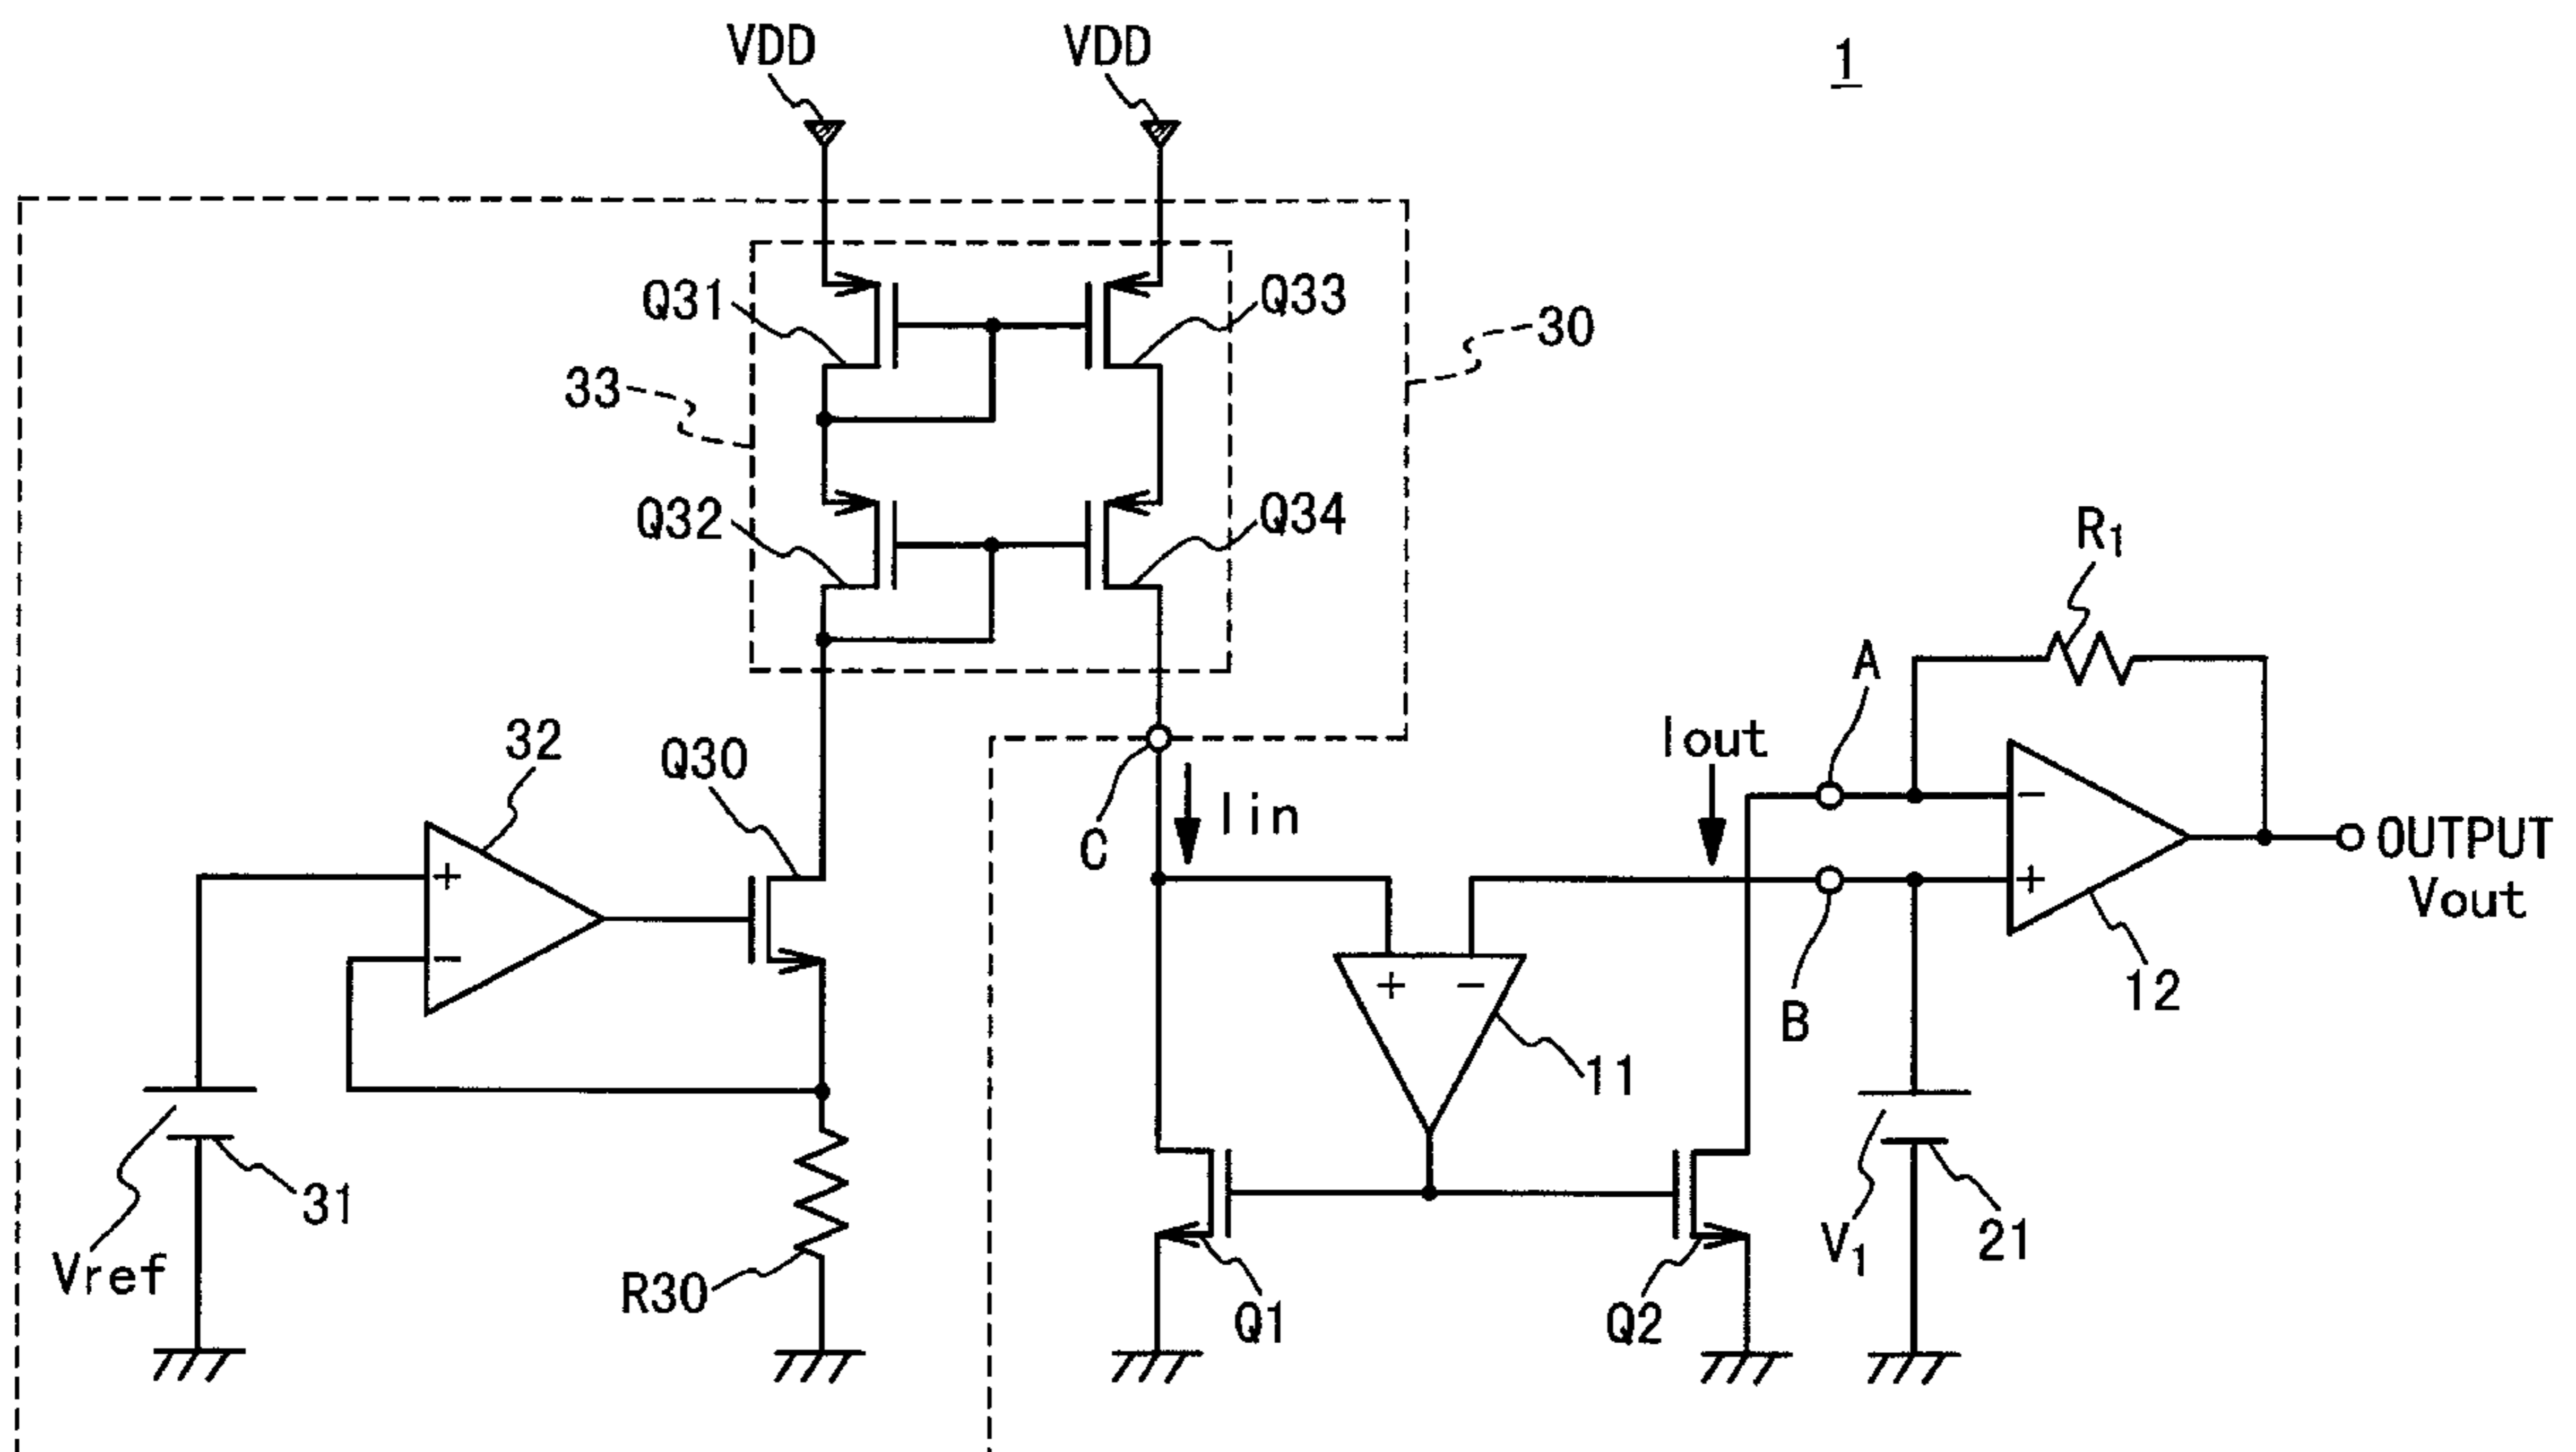 VDD
VDD
1
Q31
Q33
30
33
Q32
Q34
R1
A
32
Q30
Iout
C
Iin
−
OUTPUT
Vout
+
+
−
+
−
12
B
11
31
Vref
R30
Q1
Q2
V1
21